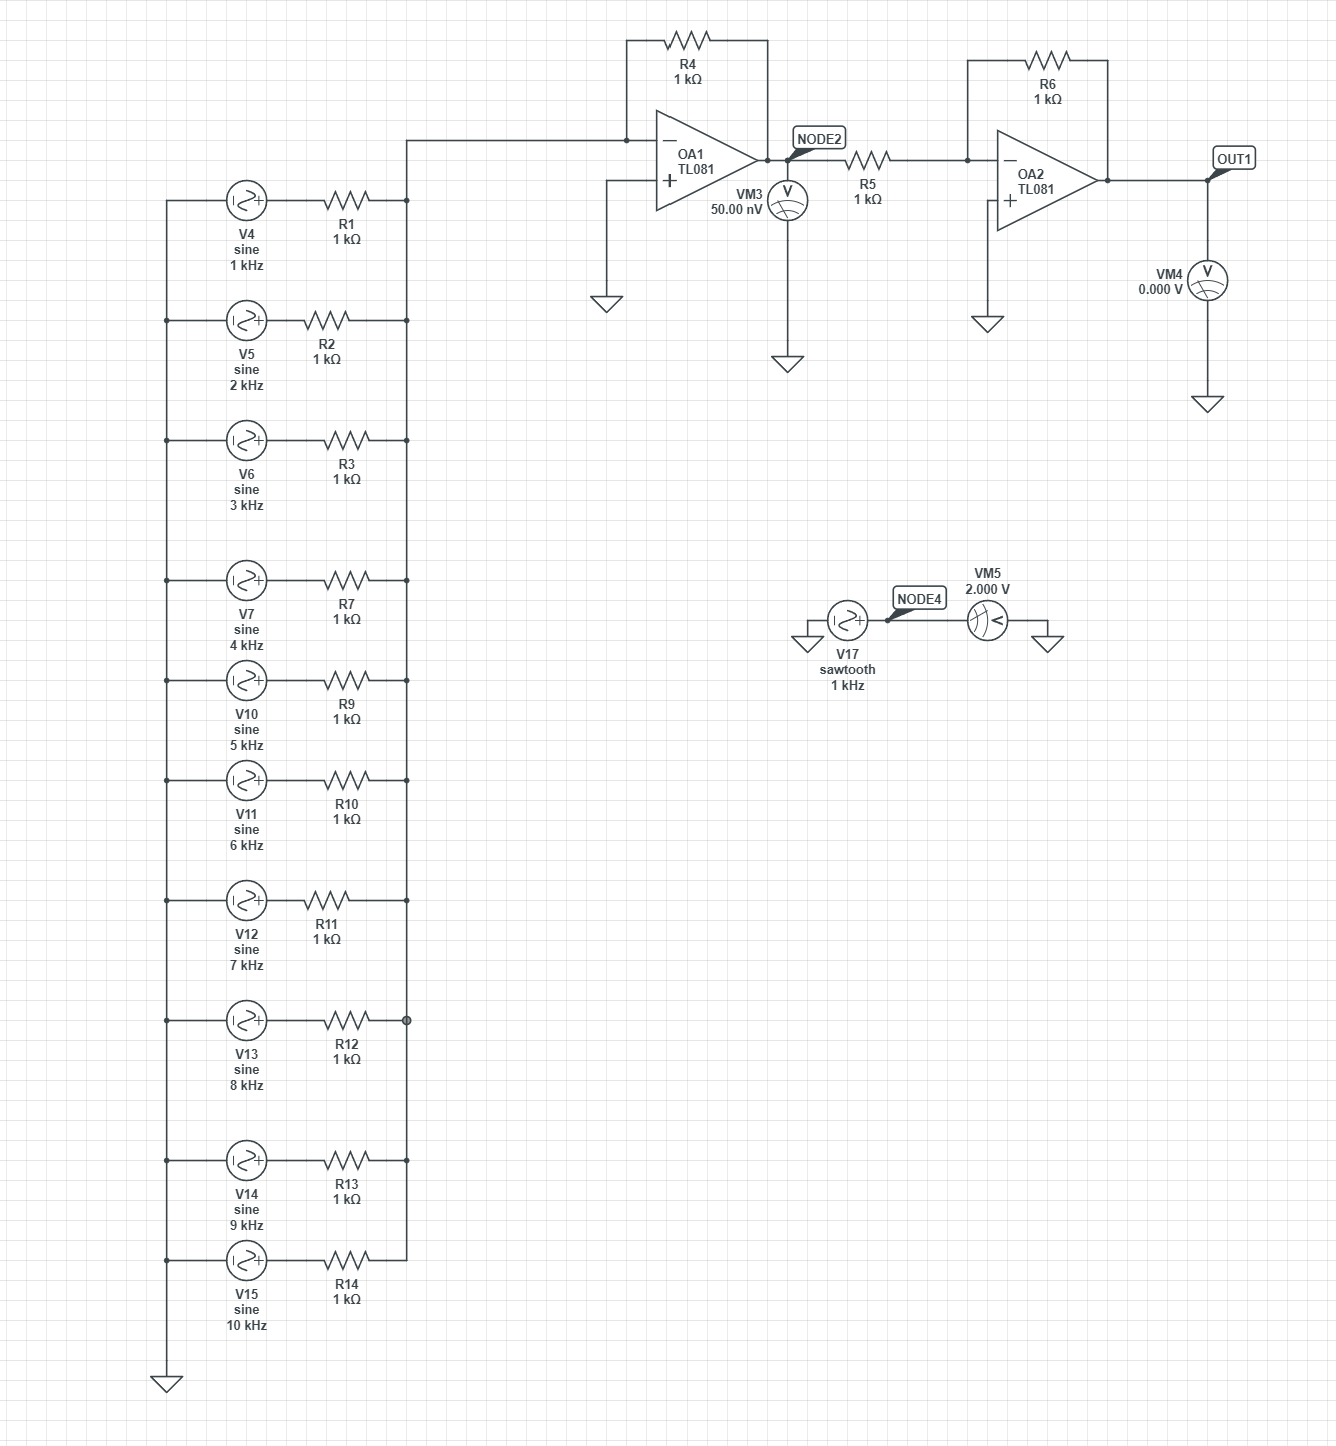 R4
1 kΩ
R6
1 kΩ
NODE2
OA1
TL081
VM3
50.00 nV
V
R5
1 kΩ
OA2
TL081
OUT1
VM4
0.000 V
V
V4
sine
1 kHz
R1
1 kΩ
V5
sine
2 kHz
R2
1 kΩ
V6
sine
3 kHz
R3
1 kΩ
V7
sine
4 kHz
R7
1 kΩ
NODE4
VM5
2.000 V
V
V17
sawtooth
1 kHz
V10
sine
5 kHz
R9
1 kΩ
V11
sine
6 kHz
R10
1 kΩ
V12
sine
7 kHz
R11
1 kΩ
V13
sine
8 kHz
R12
1 kΩ
V14
sine
9 kHz
R13
1 kΩ
V15
sine
10 kHz
R14
1 kΩ